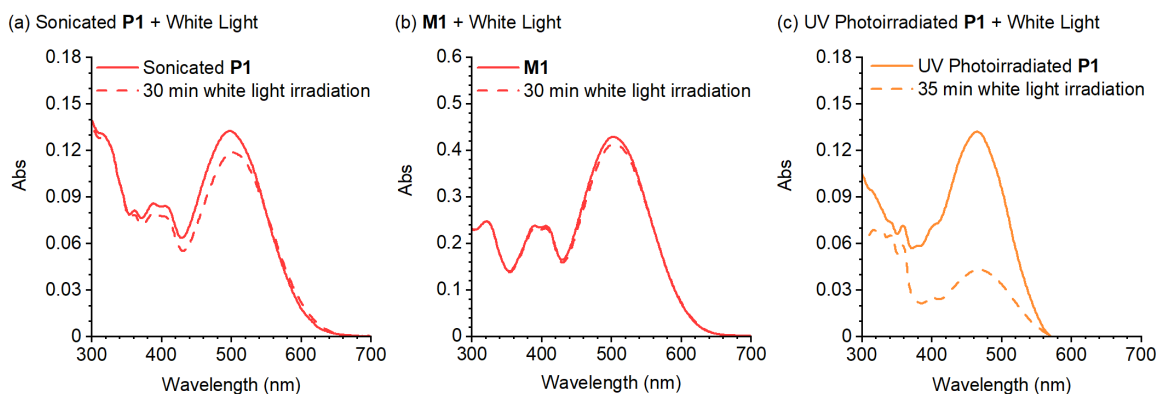 (a) Sonicated P1 + White Light
0.18
0.15
0.12
0.09
0.06
0.03
0
Abs
Sonicated P1
30 min white light irradiation
300 400 500 600 700
Wavelength (nm)
(b) M1 + White Light
0.6
0.5
0.4
0.3
0.2
0.1
0
Abs
M1
30 min white light irradiation
300 400 500 600 700
Wavelength (nm)
(c) UV Photoirradiated P1 + White Light
0.18
0.15
0.12
0.09
0.06
0.03
0
Abs
UV Photoirradiated P1
35 min white light irradiation
300 400 500 600 700
Wavelength (nm)